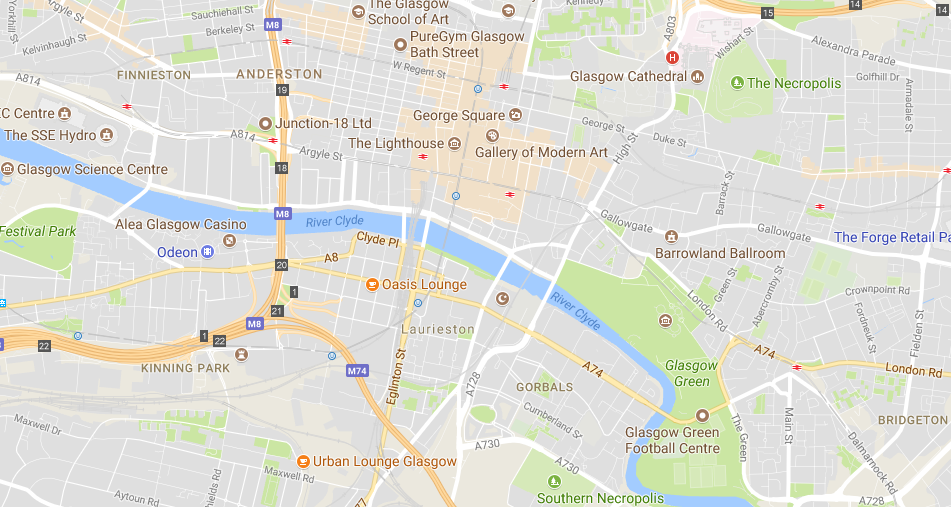 The Glasgow
School of Art
Kennedy
A803
15
14
14
Yorkhill St
Argyle St
Sauchiehall St
Berkeley St
M8
Kelvinhaugh St
PureGym Glasgow
Bath Street
Wishart St
Alexandra Parade
Golfhill Dr
FINNIESTON
ANDERSTON
W Regent St
H
Glasgow Cathedral
The Necropolis
A814
19
Armadale St
EC Centre
The SSE Hydro
Junction-18 Ltd
George Square
George St
A814
The Lighthouse
Gallery of Modern Art
High St
Duke St
Argyle St
Glasgow Science Centre
18
Barrack St
M8
River Clyde
Gallowgate
Gallowgate
Alea Glasgow Casino
Festival Park
Clyde Pl
Odeon
Barrowland Ballroom
The Forge Retail Pa
A8
20
Oasis Lounge
1
21
River Clyde
London Rd
Green St
Abercromby St
Crownpoint Rd
Fordneuk St
Fielden St
M8
Laurieston
1
22
22
KINNING PARK
M74
Eglinton St
A74
A74
Glasgow
Green
London Rd
A728
GORBALS
Cumberland St
Maxwell Dr
A730
A730
Glasgow Green
Football Centre
The Green
Main St
Dalmarnock Rd
BRIDGETON
Urban Lounge Glasgow
Maxwell Rd
Shields Rd
Aytoun Rd
77
Southern Necropolis
A728